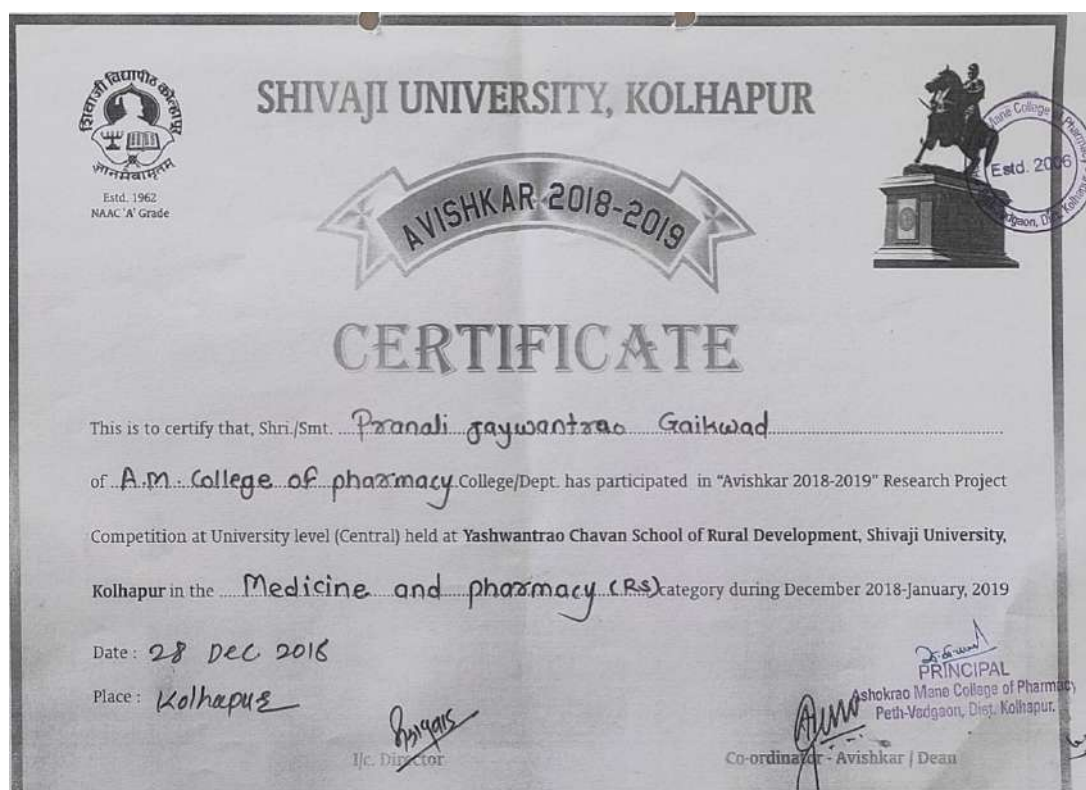 शिवाजी विद्यापीठ कोल्हापूर
ज्ञानमेवामृतम्
Estd. 1962
NAAC 'A' Grade
SHIVAJI UNIVERSITY, KOLHAPUR
AVISHKAR 2018-2019
Mane College of
Estd. 2006
CERTIFICATE
This is to certify that, Shri./Smt. Pranali Jaywantrao Gaikwad
of A.M. College of pharmacy College/Dept. has participated in "Avishkar 2018-2019" Research Project
Competition at University level (Central) held at Yashwantrao Chavan School of Rural Development, Shivaji University,
Kolhapur in the Medicine and pharmacy (RS) category during December 2018-January, 2019
Date : 28 Dec 2018
Place : Kolhapur
PRINCIPAL
Ashokrao Mane College of Pharmacy
Peth-Vadgaon, Dist. Kolhapur.
I/c. Director
Co-ordinator - Avishkar / Dean